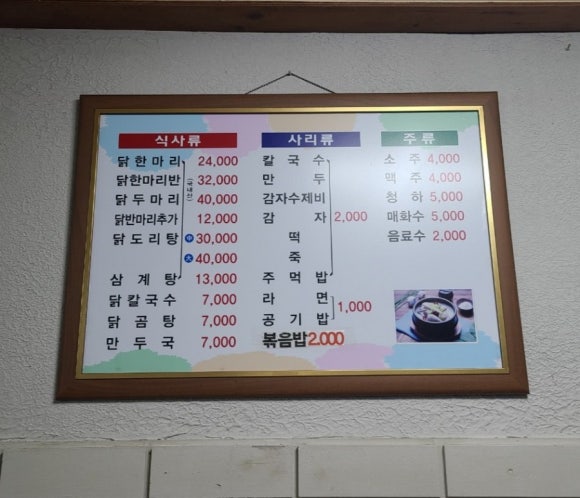 식사류
닭한마리 24,000
닭한마리반 32,000
닭두마리 40,000
닭반마리추가 12,000
닭도리탕 中 30,000
大 40,000
삼계탕 13,000
(국내산)
닭칼국수 7,000
닭곰탕 7,000
만두국 7,000
사리류
칼국수
만두
감자수제비
감자 2,000
떡
죽
주먹밥
라면
공기밥 1,000
볶음밥 2.000
주류
소주 4,000
맥주 4,000
청하 5,000
매화수 5,000
음료수 2,000